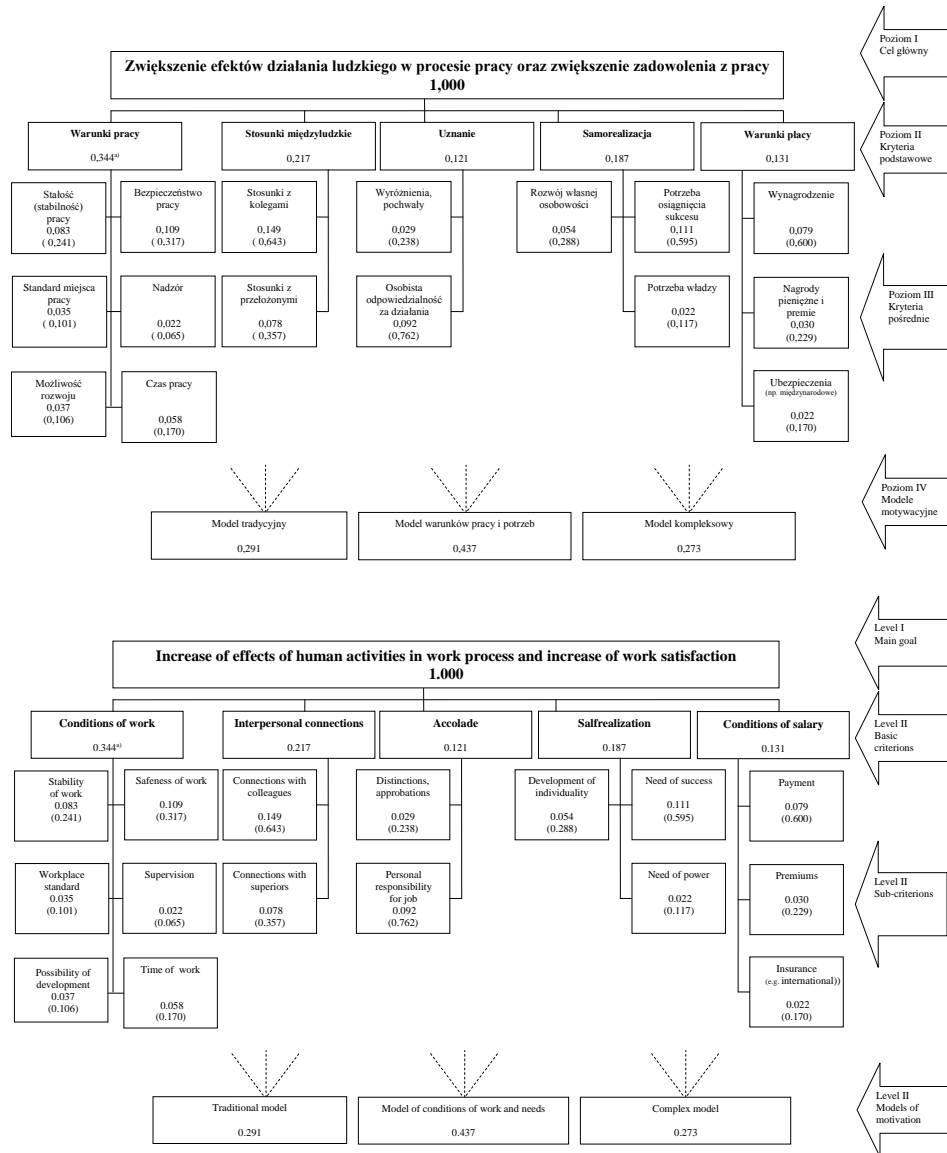 Poziom I
Cel główny
Zwiększenie efektów działania ludzkiego w procesie pracy oraz zwiększenie zadowolenia z pracy
1,000
Poziom II
Kryteria
podstawowe
Warunki pracy
0,344ᵃ⁾
Stosunki międzyludzkie
0,217
Uznanie
0,121
Samorealizacja
0,187
Warunki płacy
0,131
Stałość
(stabilność)
pracy
0,083
( 0,241)
Bezpieczeństwo
pracy
0,109
( 0,317)
Stosunki z
kolegami
0,149
(0,643)
Wyróżnienia,
pochwały
0,029
(0,238)
Rozwój własnej
osobowości
0,054
(0,288)
Potrzeba
osiągnięcia
sukcesu
0,111
(0,595)
Wynagrodzenie
0,079
(0,600)
Poziom III
Kryteria
pośrednie
Standard miejsca
pracy
0,035
( 0,101)
Nadzór
0,022
(0,065)
Stosunki z
przełożonymi
0,078
( 0,357)
Osobista
odpowiedzialność
za działania
0,092
(0,762)
Potrzeba władzy
0,022
(0,117)
Nagrody
pieniężne i
premie
0,030
(0,229)
Możliwość
rozwoju
0,037
(0,106)
Czas pracy
0,058
(0,170)
Ubezpieczenia
(np. międzynarodowe)
0,022
(0,170)
Poziom IV
Modele
motywacyjne
Model tradycyjny
0,291
Model warunków pracy i potrzeb
0,437
Model kompleksowy
0,273
Level I
Main goal
Increase of effects of human activities in work process and increase of work satisfaction
1.000
Level II
Basic
criterions
Conditions of work
0.344ᵃ⁾
Interpersonal connections
0.217
Accolade
0.121
Salfrealization
0.187
Conditions of salary
0.131
Stability
of work
0.083
(0.241)
Safeness of work
0.109
(0.317)
Connections with
colleagues
0.149
(0.643)
Distinctions,
approbations
0.029
(0.238)
Development of
individuality
0.054
(0.288)
Need of success
0.111
(0.595)
Payment
0.079
(0.600)
Level II
Sub-criterions
Workplace
standard
0.035
(0.101)
Supervision
0.022
(0.065)
Connections with
superiors
0.078
(0.357)
Personal
responsibility
for job
0.092
(0.762)
Need of power
0.022
(0.117)
Premiums
0.030
(0.229)
Possibility of
development
0.037
(0.106)
Time of work
0.058
(0.170)
Insurance
(e.g. international))
0.022
(0.170)
Level II
Models of
motivation
Traditional model
0.291
Model of conditions of work and needs
0.437
Complex model
0.273